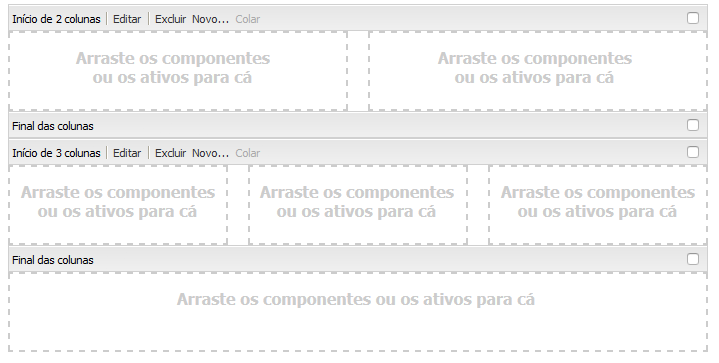 Início de 2 colunas Editar Excluir Novo... Colar
Arraste os componentes
ou os ativos para cá
Arraste os componentes
ou os ativos para cá
Final das colunas
Início de 3 colunas Editar Excluir Novo... Colar
Arraste os componentes
ou os ativos para cá
Arraste os componentes
ou os ativos para cá
Arraste os componentes
ou os ativos para cá
Final das colunas
Arraste os componentes ou os ativos para cá